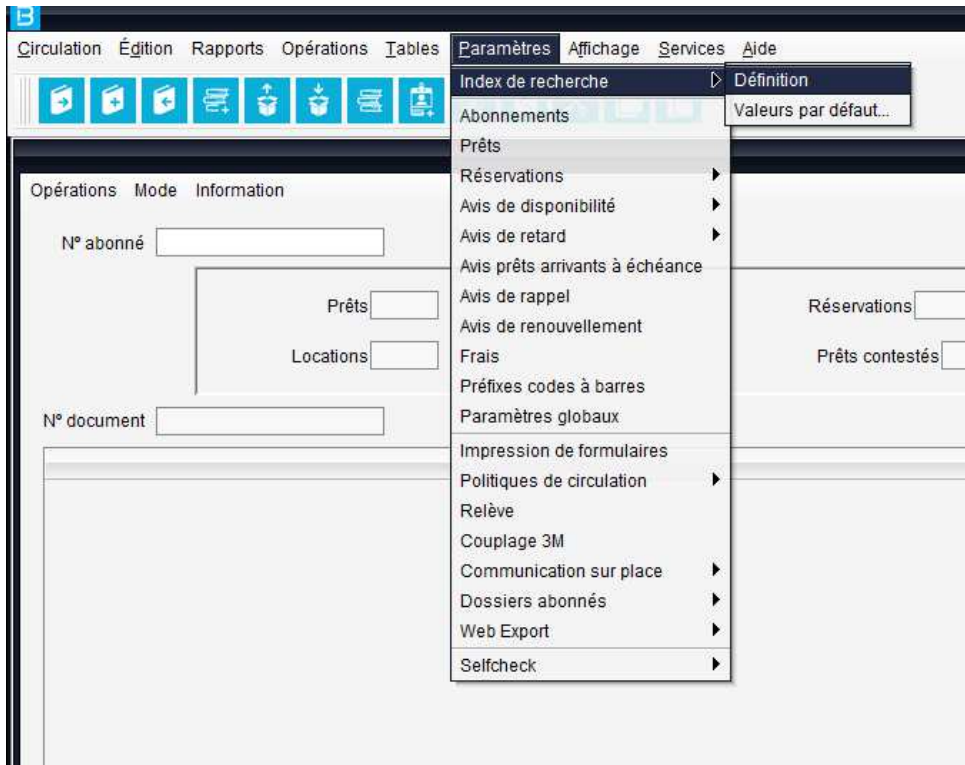 B
Circulation Édition Rapports Opérations Tables Paramètres Affichage Services Aide
Index de recherche
Définition
Valeurs par défaut...
Abonnements
Prêts
Réservations
Avis de disponibilité
Avis de retard
Avis prêts arrivants à échéance
Avis de rappel
Avis de renouvellement
Frais
Préfixes codes à barres
Paramètres globaux
Impression de formulaires
Politiques de circulation
Relève
Couplage 3M
Communication sur place
Dossiers abonnés
Web Export
Selfcheck
Opérations Mode Information
Nº abonné
Prêts
Réservations
Locations
Prêts contestés
Nº document